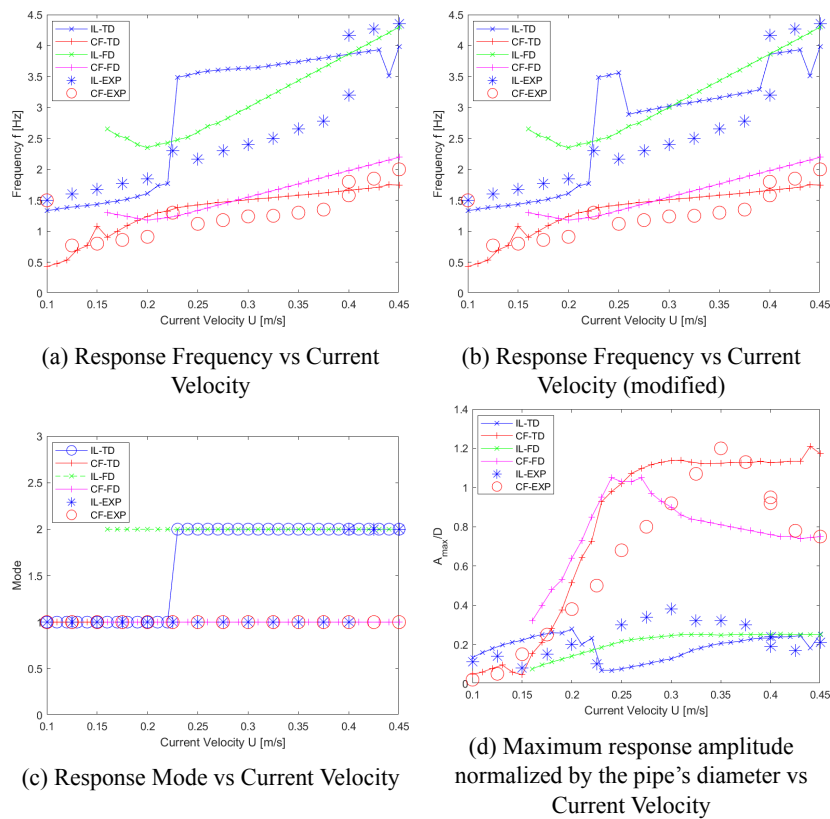 4.5
4
3.5
3
2.5
2
1.5
1
0.5
0
Frequency f [Hz]
IL-TD
CF-TD
IL-FD
CF-FD
IL-EXP
CF-EXP
0.1 0.15 0.2 0.25 0.3 0.35 0.4 0.45
Current Velocity U [m/s]
(a) Response Frequency vs Current
Velocity
4.5
4
3.5
3
2.5
2
1.5
1
0.5
0
Frequency f [Hz]
IL-TD
CF-TD
IL-FD
CF-FD
IL-EXP
CF-EXP
0.1 0.15 0.2 0.25 0.3 0.35 0.4 0.45
Current Velocity U [m/s]
(b) Response Frequency vs Current
Velocity (modified)
3
2.5
2
1.5
1
0.5
0
Mode
IL-TD
CF-TD
IL-FD
CF-FD
IL-EXP
CF-EXP
0.1 0.15 0.2 0.25 0.3 0.35 0.4 0.45
Current Velocity U [m/s]
(c) Response Mode vs Current Velocity
1.4
1.2
1
0.8
0.6
0.4
0.2
0
A_max/D
IL-TD
CF-TD
IL-FD
CF-FD
IL-EXP
CF-EXP
0.1 0.15 0.2 0.25 0.3 0.35 0.4 0.45
Current Velocity U [m/s]
(d) Maximum response amplitude
normalized by the pipe's diameter vs
Current Velocity